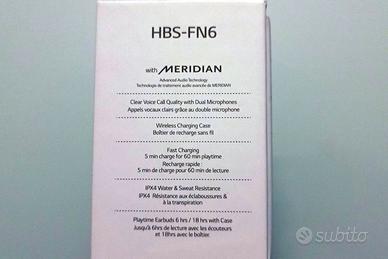 HBS-FN6
with MERIDIAN
Advanced Audio Technology
Technologie de traitement audio avancée de MERIDIAN
Clear Voice Call Quality with Dual Microphones
Appels vocaux clairs grâce au double microphone
Wireless Charging Case
Boîtier de recharge sans fil
Fast Charging
5 min charge for 60 min playtime
Recharge rapide :
5 min de charge pour 60 min de lecture
IPX4 Water & Sweat Resistance
IPX4 Résistance aux éclaboussures &
à la transpiration
Playtime Earbuds 6 hrs / 18 hrs with Case
Jusqu'à 6hrs de lecture avec les écouteurs
et 18hrs avec le boîtier.
subito